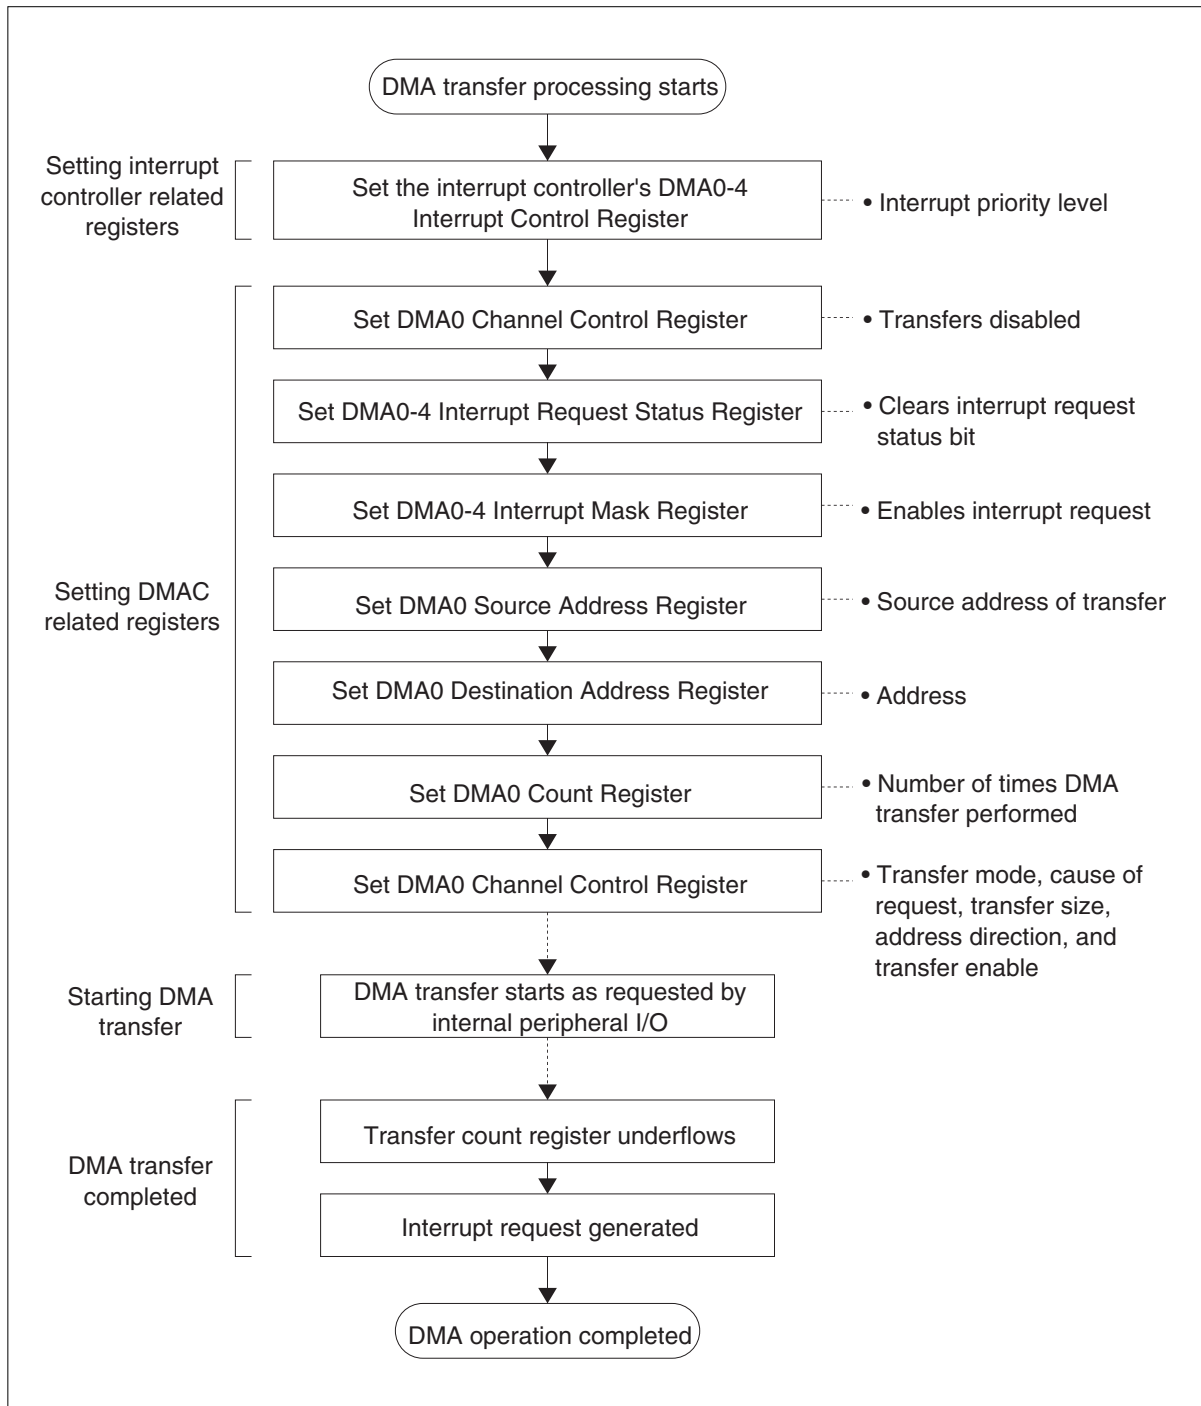 DMA transfer processing starts
Setting interrupt
controller related
registers
Set the interrupt controller's DMA0-4
Interrupt Control Register
• Interrupt priority level
Set DMA0 Channel Control Register
• Transfers disabled
Set DMA0-4 Interrupt Request Status Register
• Clears interrupt request
status bit
Set DMA0-4 Interrupt Mask Register
• Enables interrupt request
Setting DMAC
related registers
Set DMA0 Source Address Register
• Source address of transfer
Set DMA0 Destination Address Register
• Address
Set DMA0 Count Register
• Number of times DMA
transfer performed
Set DMA0 Channel Control Register
• Transfer mode, cause of
request, transfer size,
address direction, and
transfer enable
Starting DMA
transfer
DMA transfer starts as requested by
internal peripheral I/O
DMA transfer
completed
Transfer count register underflows
Interrupt request generated
DMA operation completed